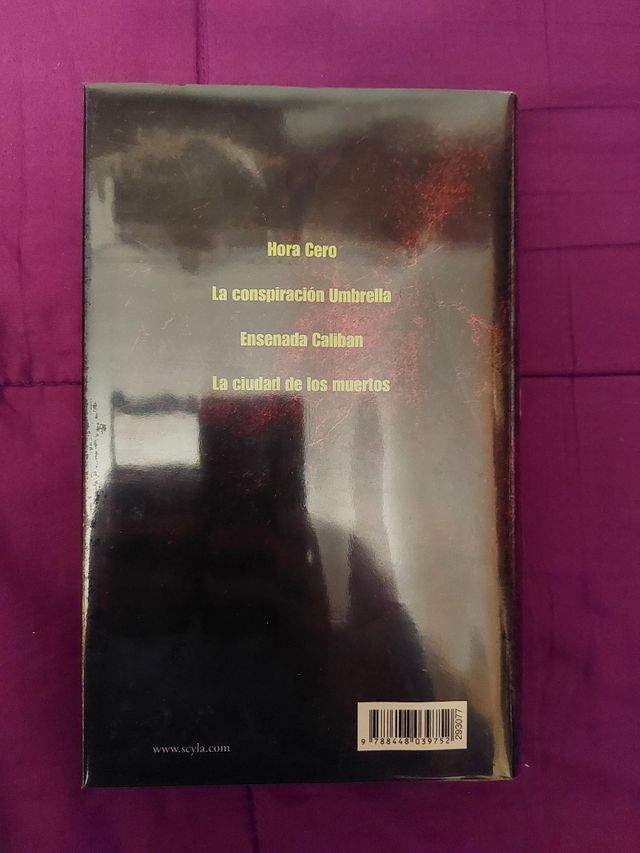 Hora Cero
La conspiración Umbrella
Ensenada Caliban
La ciudad de los muertos
www.scyla.com
9 788448 039752
293077